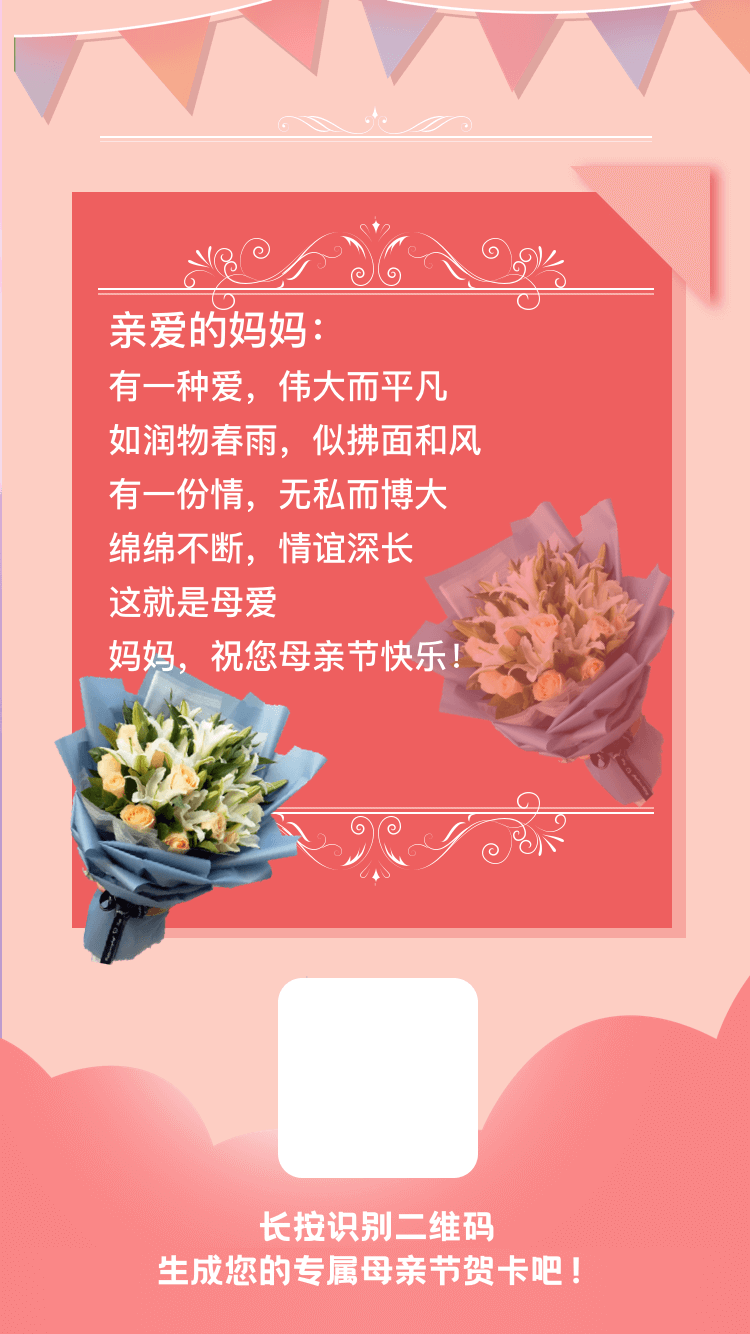 亲爱的妈妈：
有一种爱，伟大而平凡
如润物春雨，似拂面和风
有一份情，无私而博大
绵绵不断，情谊深长
这就是母爱
妈妈，祝您母亲节快乐！
长按识别二维码
生成您的专属母亲节贺卡吧！